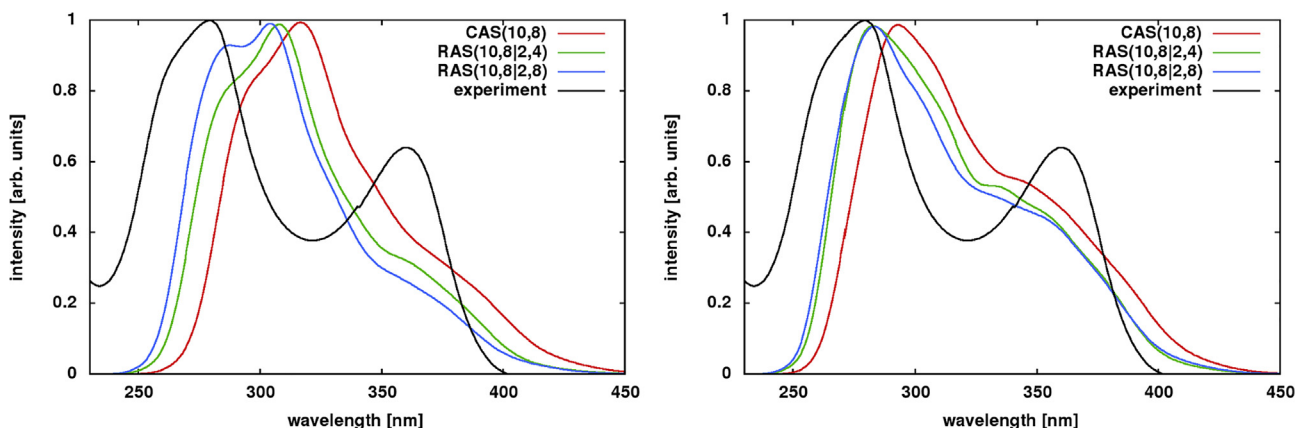 1
0.8
0.6
0.4
0.2
0
intensity [arb. units]
250 300 350 400 450
wavelength [nm]
CAS(10,8)
RAS(10,8|2,4)
RAS(10,8|2,8)
experiment
1
0.8
0.6
0.4
0.2
0
intensity [arb. units]
250 300 350 400 450
wavelength [nm]
CAS(10,8)
RAS(10,8|2,4)
RAS(10,8|2,8)
experiment